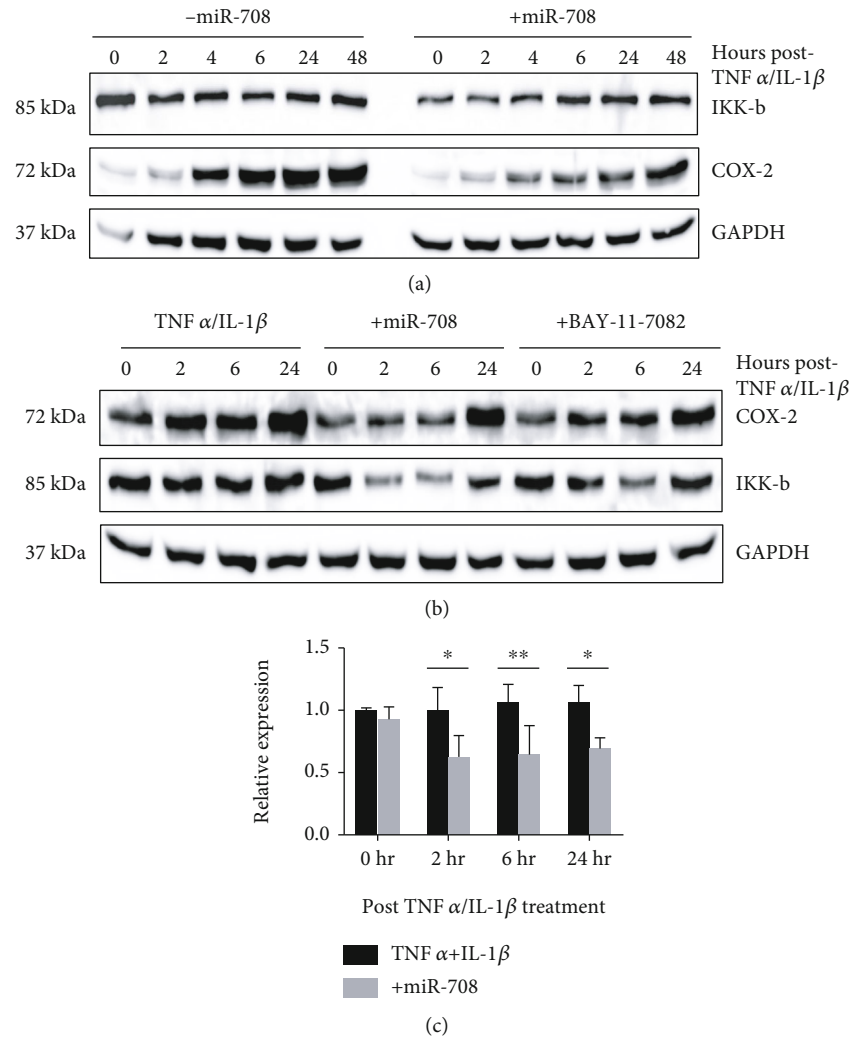 –miR-708 +miR-708
0 2 4 6 24 48 0 2 4 6 24 48 Hours post-
TNF α/IL-1β
85 kDa IKK-b
72 kDa COX-2
37 kDa GAPDH
(a)
TNF α/IL-1β +miR-708 +BAY-11-7082
0 2 6 24 0 2 6 24 0 2 6 24 Hours post-
TNF α/IL-1β
72 kDa COX-2
85 kDa IKK-b
37 kDa GAPDH
(b)
Relative expression
1.5
1.0
0.5
0.0
* ** *
0 hr 2 hr 6 hr 24 hr
Post TNF α/IL-1β treatment
TNF α+IL-1β
+miR-708
(c)